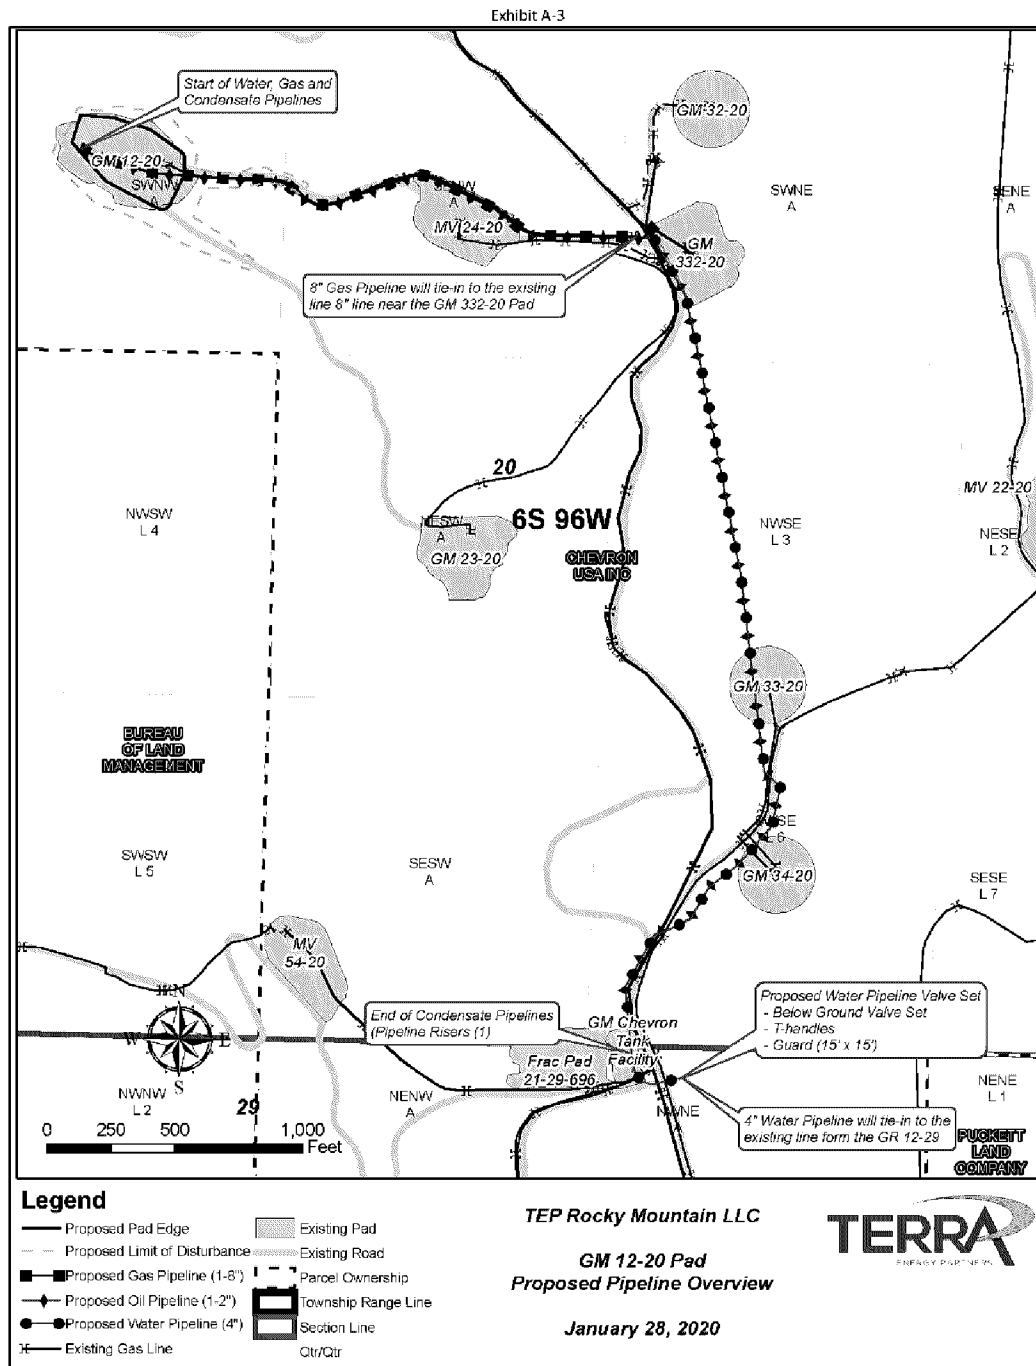 Exhibit A-3
Start of Water, Gas and
Condensate Pipelines
GM 32-20
GM 12-20
SWNW
A
SWNE
A
SENE
A
MV 24-20
GM
332-20
8" Gas Pipeline will tie-in to the existing
line 8" line near the GM 332-20 Pad
20
6S 96W
NWSW
L 4
NESW
A
GM 23-20
CHEVRON
USA INC
NWSE
L 3
MV 22-20
NESE
L 2
GM 33-20
BUREAU
OF LAND
MANAGEMENT
SWSW
L 5
SESW
A
GM 34-20
SESE
L 7
MV
54-20
End of Condensate Pipelines
(Pipeline Risers (1)
Proposed Water Pipeline Valve Set
- Below Ground Valve Set
- T-handles
- Guard (15' x 15')
GM Chevron
Tank
Facility
Frac Pad
21-29-696
N
W
E
S
NWNW
L 2
29
NENW
A
NWNE
NENE
L 1
4" Water Pipeline will tie-in to the
existing line form the GR 12-29
PUCKETT
LAND
COMPANY
0 250 500 1,000
Feet
Legend
Proposed Pad Edge
Proposed Limit of Disturbance
Proposed Gas Pipeline (1-8")
Proposed Oil Pipeline (1-2")
Proposed Water Pipeline (4")
Existing Gas Line
Existing Pad
Existing Road
Parcel Ownership
Township Range Line
Section Line
Qtr/Qtr
TEP Rocky Mountain LLC
GM 12-20 Pad
Proposed Pipeline Overview
January 28, 2020
TERRA
ENERGY PARTNERS